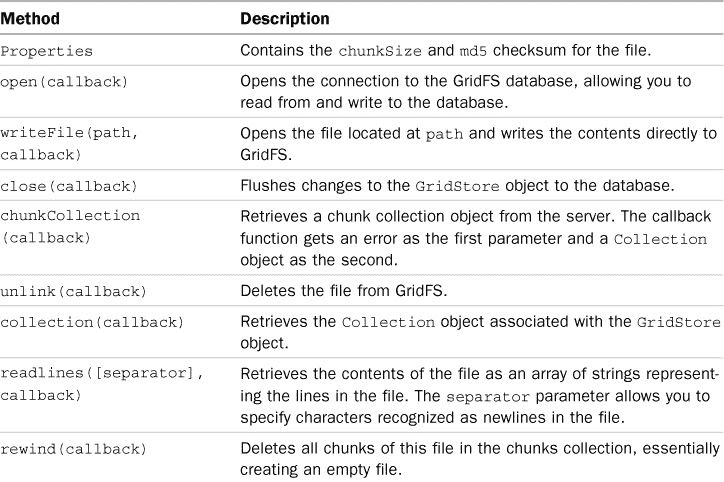 Method Description
Properties Contains the chunkSize and md5 checksum for the file.
open(callback) Opens the connection to the GridFS database, allowing you to
read from and write to the database.
writeFile(path, Opens the file located at path and writes the contents directly to
callback) GridFS.
close(callback) Flushes changes to the GridStore object to the database.
chunkCollection Retrieves a chunk collection object from the server. The callback
(callback) function gets an error as the first parameter and a Collection
object as the second.
unlink(callback) Deletes the file from GridFS.
collection(callback) Retrieves the Collection object associated with the GridStore
object.
readlines([separator], Retrieves the contents of the file as an array of strings represent-
callback) ing the lines in the file. The separator parameter allows you to
specify characters recognized as newlines in the file.
rewind(callback) Deletes all chunks of this file in the chunks collection, essentially
creating an empty file.